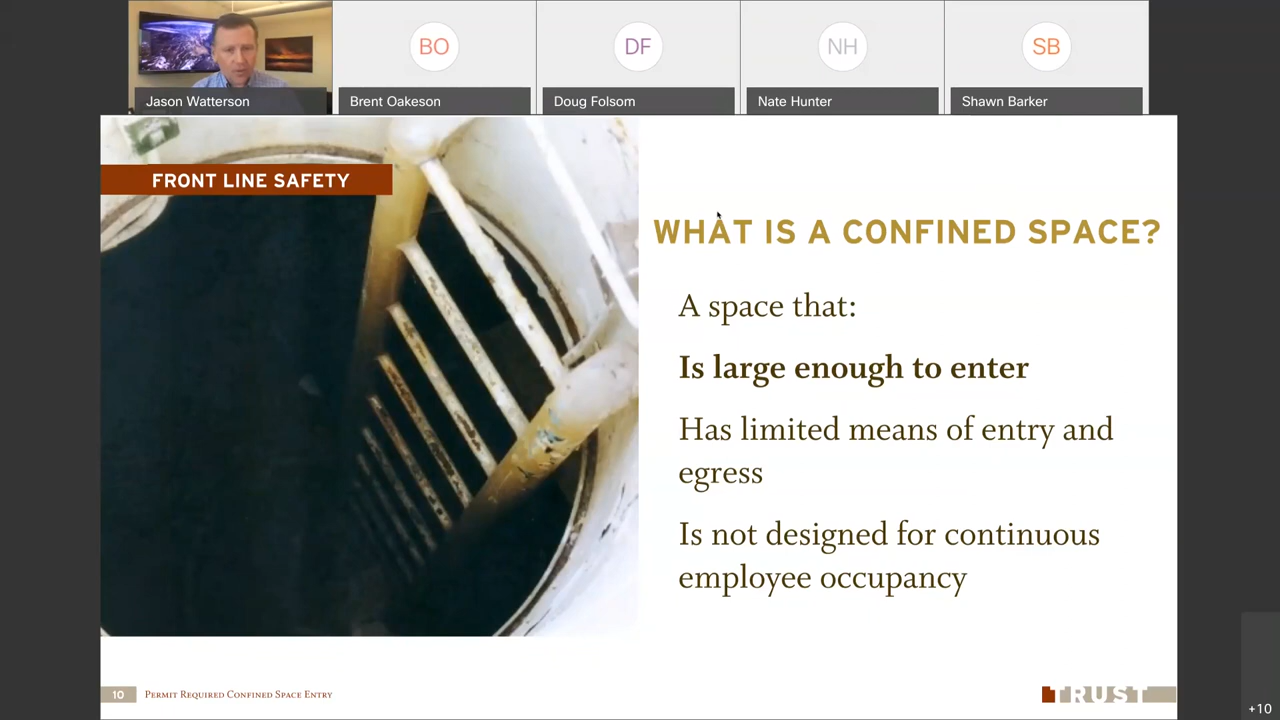 BO
DF
NH
SB
Jason Watterson
Brent Oakeson
Doug Folsom
Nate Hunter
Shawn Barker
FRONT LINE SAFETY
WHAT IS A CONFINED SPACE?
A space that:
Is large enough to enter
Has limited means of entry and
egress
Is not designed for continuous
employee occupancy
10
Permit Required Confined Space Entry
TRUST
+10